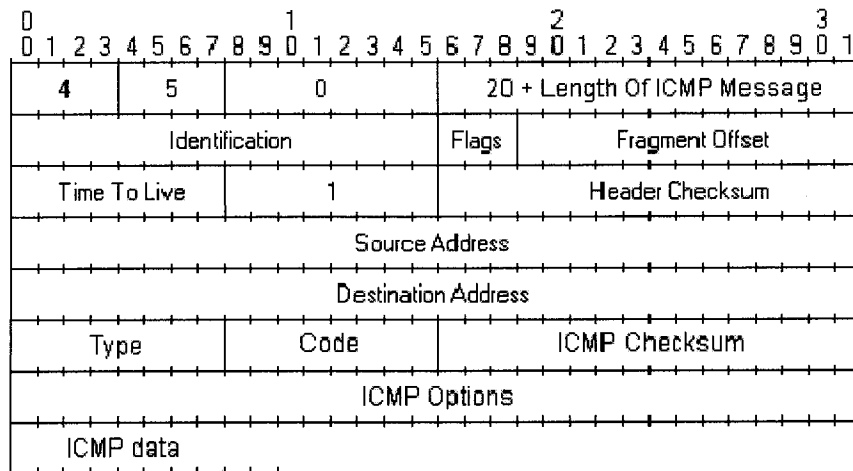 0 1 2 3
0 1 2 3 4 5 6 7 8 9 0 1 2 3 4 5 6 7 8 9 0 1 2 3 4 5 6 7 8 9 0 1
4 5 0 20 + Length Of ICMP Message
Identification Flags Fragment Offset
Time To Live 1 Header Checksum
Source Address
Destination Address
Type Code ICMP Checksum
ICMP Options
ICMP data